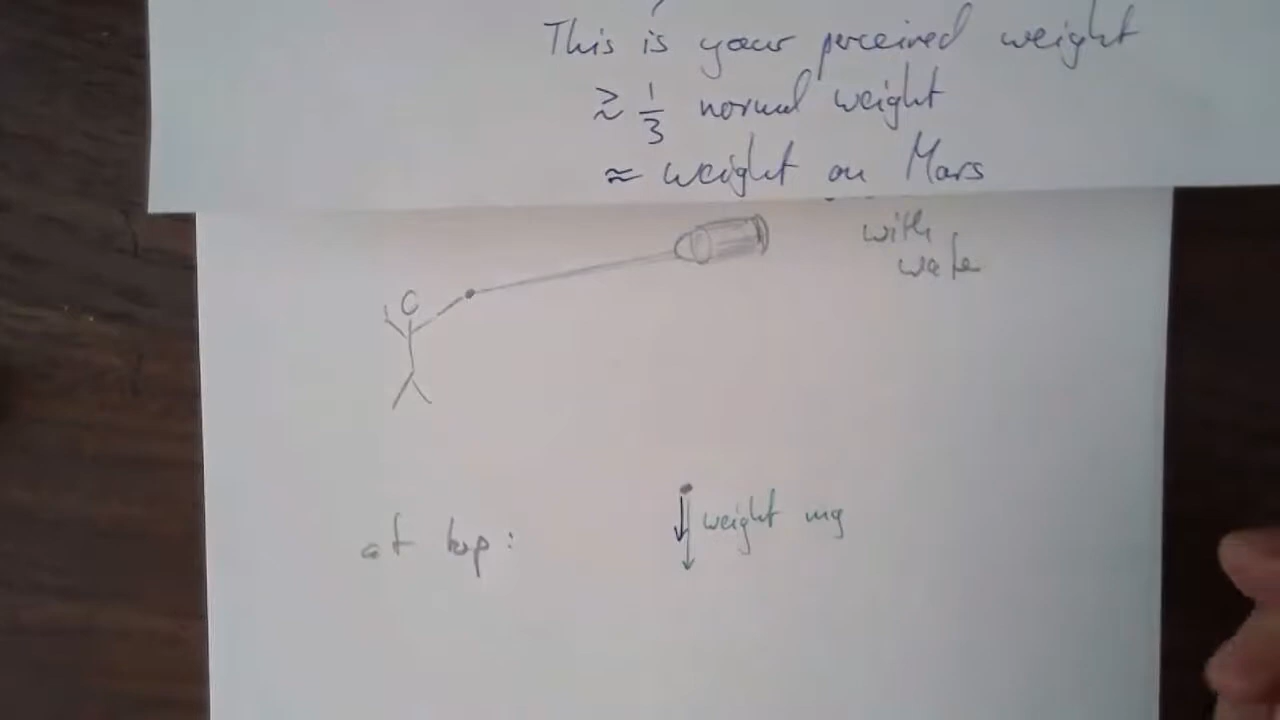 This is your perceived weight
≳ 1/3 normal weight
≈ weight on Mars
with
water
at top:
weight mg